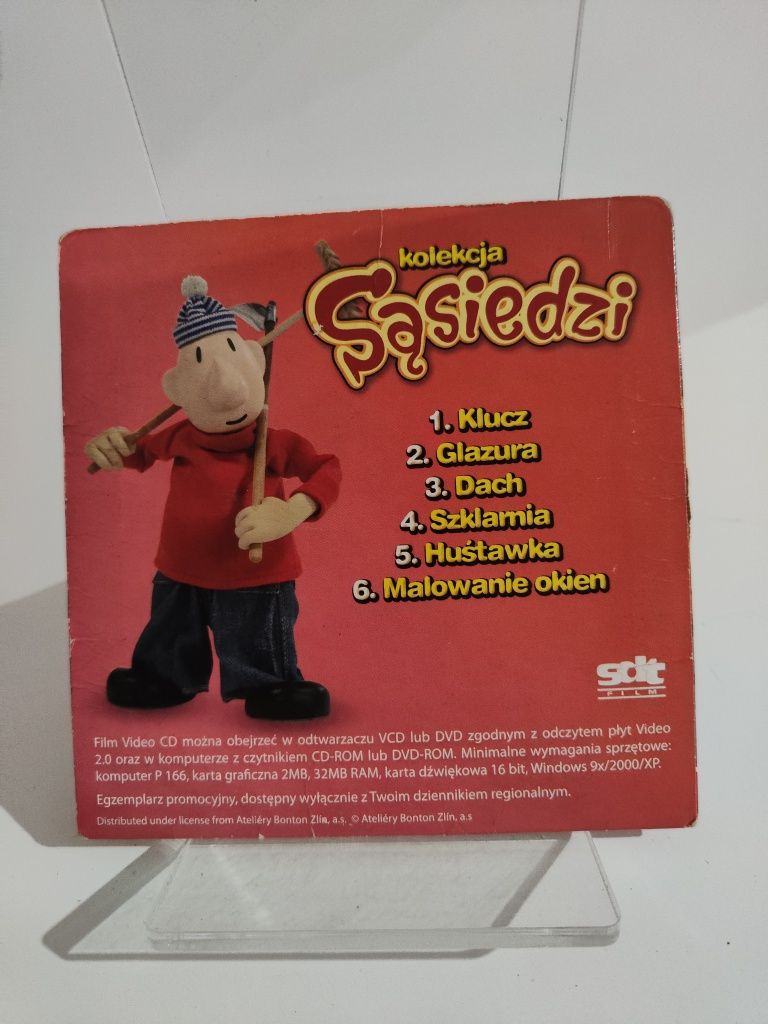 kolekcja
Sąsiedzi
1. Klucz
2. Glazura
3. Dach
4. Szklarnia
5. Huśtawka
6. Malowanie okien
sdt
FILM
Film Video CD można obejrzeć w odtwarzaczu VCD lub DVD zgodnym z odczytem płyt Video
2.0 oraz w komputerze z czytnikiem CD-ROM lub DVD-ROM. Minimalne wymagania sprzętowe:
komputer P 166, karta graficzna 2MB, 32MB RAM, karta dźwiękowa 16 bit, Windows 9x/2000/XP.
Egzemplarz promocyjny, dostępny wyłącznie z Twoim dziennikiem regionalnym.
Distributed under license from Ateliéry Bonton Zlín, a.s. © Ateliéry Bonton Zlín, a.s